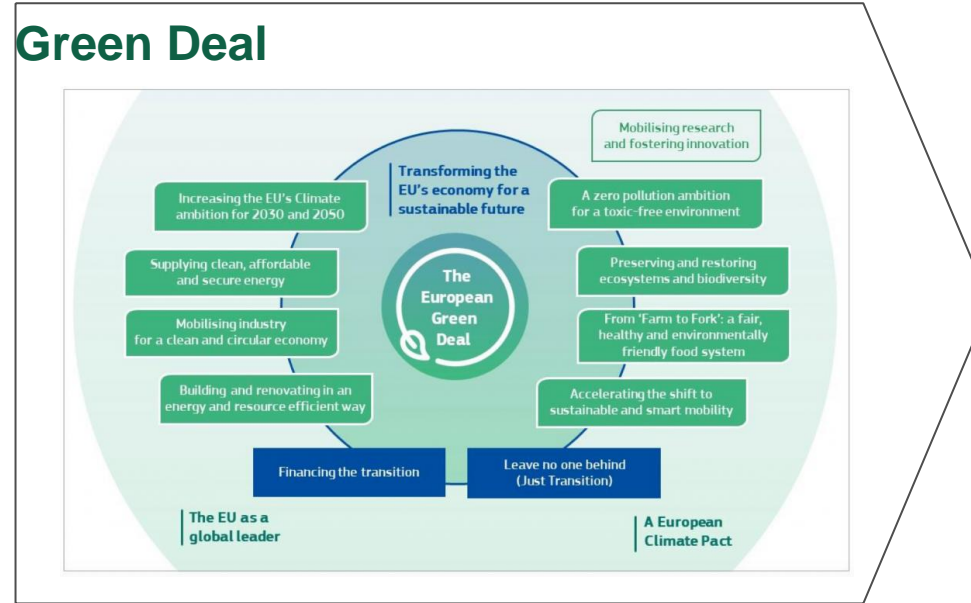 Green Deal
Mobilising research
and fostering innovation
Transforming the
EU's economy for a
sustainable future
Increasing the EU's Climate
ambition for 2030 and 2050
A zero pollution ambition
for a toxic-free environment
Supplying clean, affordable
and secure energy
Preserving and restoring
ecosystems and biodiversity
The
European
Green
Deal
Mobilising industry
for a clean and circular economy
From 'Farm to Fork': a fair,
healthy and environmentally
friendly food system
Building and renovating in an
energy and resource efficient way
Accelerating the shift to
sustainable and smart mobility
Financing the transition
Leave no one behind
(Just Transition)
The EU as a
global leader
A European
Climate Pact